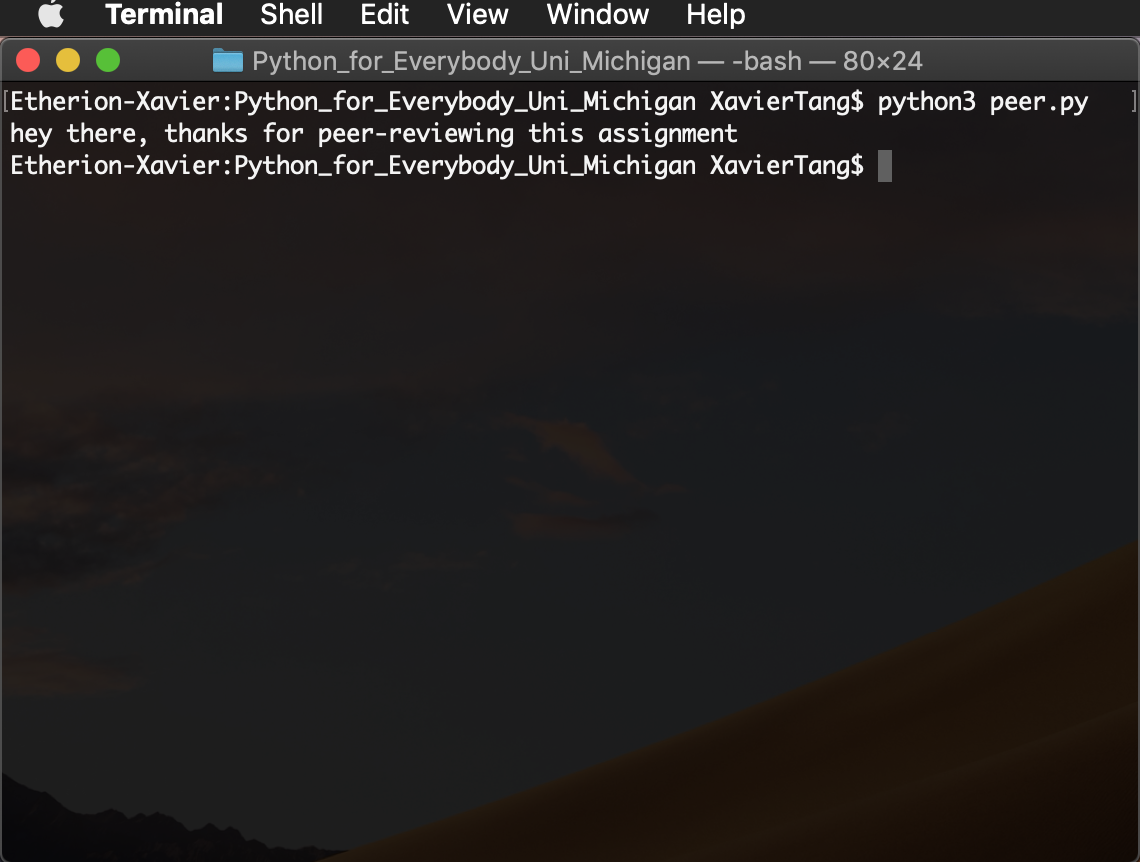 Terminal Shell Edit View Window Help
Python_for_Everybody_Uni_Michigan — -bash — 80×24
[Etherion-Xavier:Python_for_Everybody_Uni_Michigan XavierTang$ python3 peer.py ]
hey there, thanks for peer-reviewing this assignment
Etherion-Xavier:Python_for_Everybody_Uni_Michigan XavierTang$